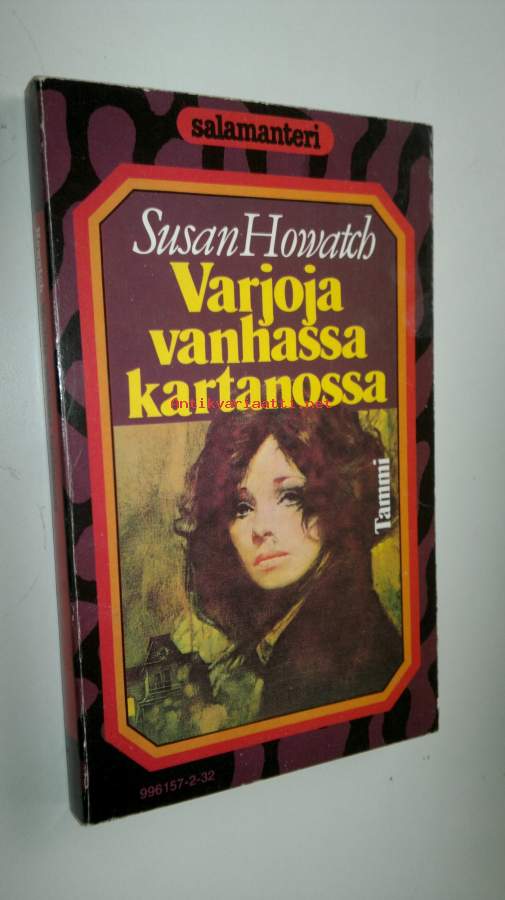 salamanteri
Susan Howatch
Varjoja
vanhassa
kartanossa
antikvariaatti.net
Tammi
996157-2-32